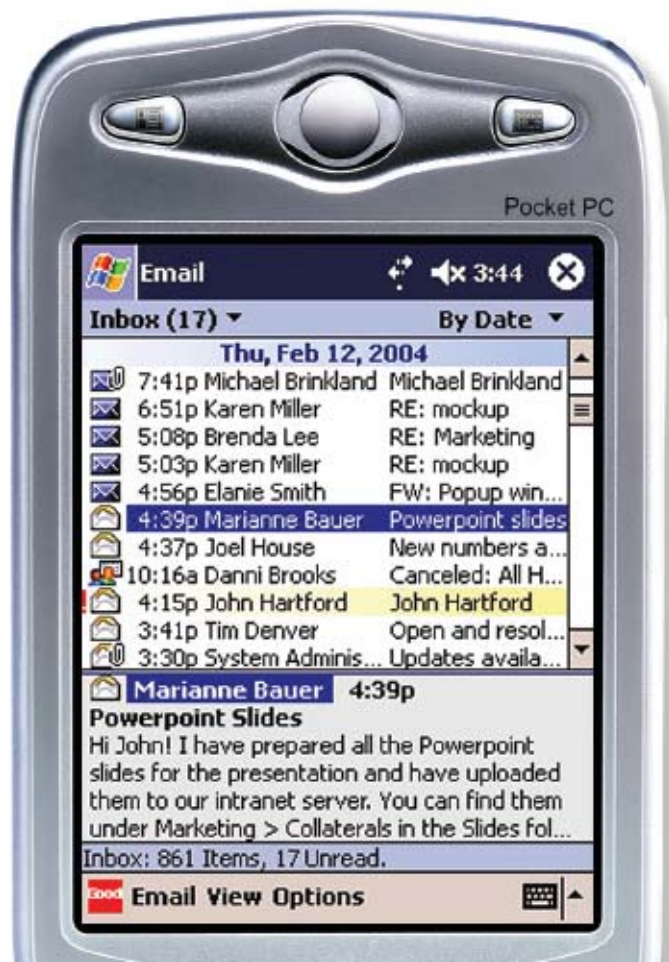 Pocket PC
Email 3:44
Inbox (17) By Date
Thu, Feb 12, 2004
7:41p Michael Brinkland Michael Brinkland
6:51p Karen Miller RE: mockup
5:08p Brenda Lee RE: Marketing
5:03p Karen Miller RE: mockup
4:56p Elanie Smith FW: Popup win...
4:39p Marianne Bauer Powerpoint slides
4:37p Joel House New numbers a...
10:16a Danni Brooks Canceled: All H...
! 4:15p John Hartford John Hartford
3:41p Tim Denver Open and resol...
3:30p System Adminis... Updates availa...
Marianne Bauer 4:39p
Powerpoint Slides
Hi John! I have prepared all the Powerpoint
slides for the presentation and have uploaded
them to our intranet server. You can find them
under Marketing > Collaterals in the Slides fol...
Inbox: 861 Items, 17 Unread.
Good Email View Options